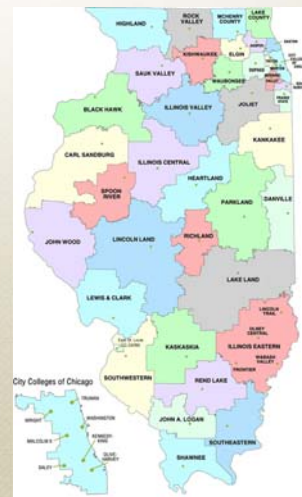 HIGHLAND
ROCK
VALLEY
MCHENRY
COUNTY
LAKE
COUNTY
KISHWAUKEE
ELGIN
SAUK VALLEY
WAUBONSEE
BLACK HAWK
ILLINOIS VALLEY
JOLIET
KANKAKEE
CARL SANDBURG
ILLINOIS CENTRAL
HEARTLAND
SPOON
RIVER
PARKLAND
DANVILLE
JOHN WOOD
LINCOLN LAND
RICHLAND
LAKE LAND
LEWIS & CLARK
LINCOLN
TRAIL
OLNEY
CENTRAL
ILLINOIS EASTERN
WABASH
VALLEY
FRONTIER
KASKASKIA
SOUTHWESTERN
REND LAKE
JOHN A. LOGAN
SOUTHEASTERN
SHAWNEE
City Colleges of Chicago
TRUMAN
WRIGHT
WASHINGTON
MALCOLM X
KENNEDY-
KING
DALEY
OLIVE-
HARVEY